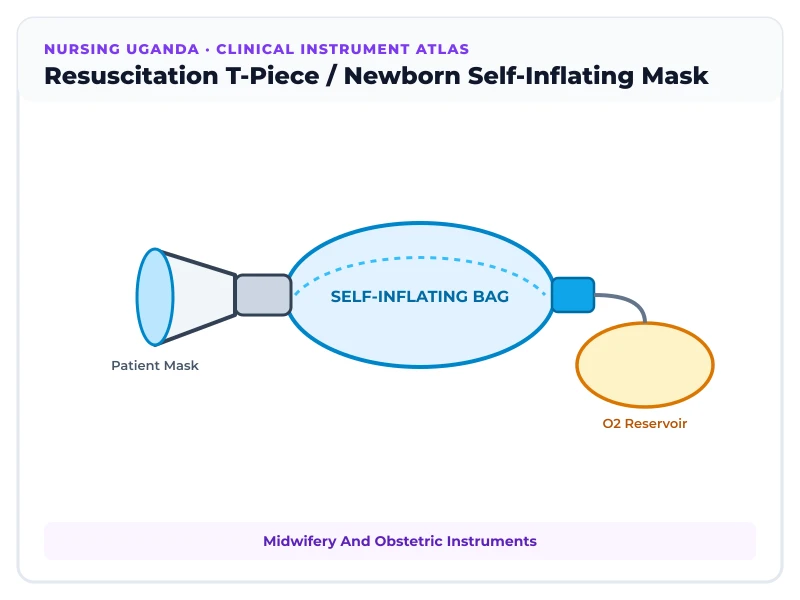 NURSING UGANDA · CLINICAL INSTRUMENT ATLAS
Resuscitation T-Piece / Newborn Self-Inflating Mask
SELF-INFLATING BAG
Patient Mask
O2 Reservoir
Midwifery And Obstetric Instruments